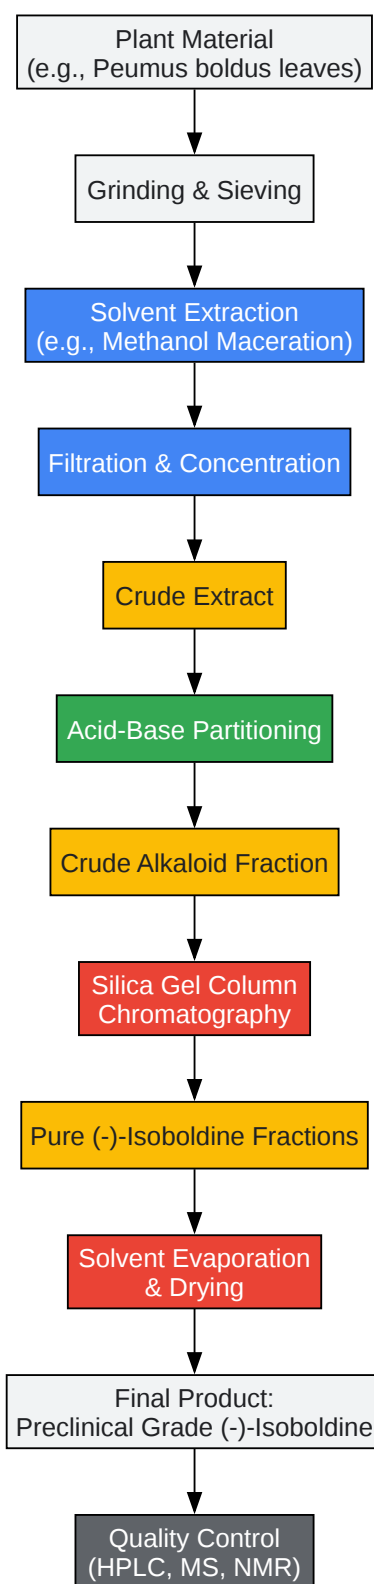 Plant Material
(e.g., Peumus boldus leaves)
Grinding & Sieving
Solvent Extraction
(e.g., Methanol Maceration)
Filtration & Concentration
Crude Extract
Acid-Base Partitioning
Crude Alkaloid Fraction
Silica Gel Column
Chromatography
Pure (-)-Isoboldine Fractions
Solvent Evaporation
& Drying
Final Product:
Preclinical Grade (-)-Isoboldine
Quality Control
(HPLC, MS, NMR)